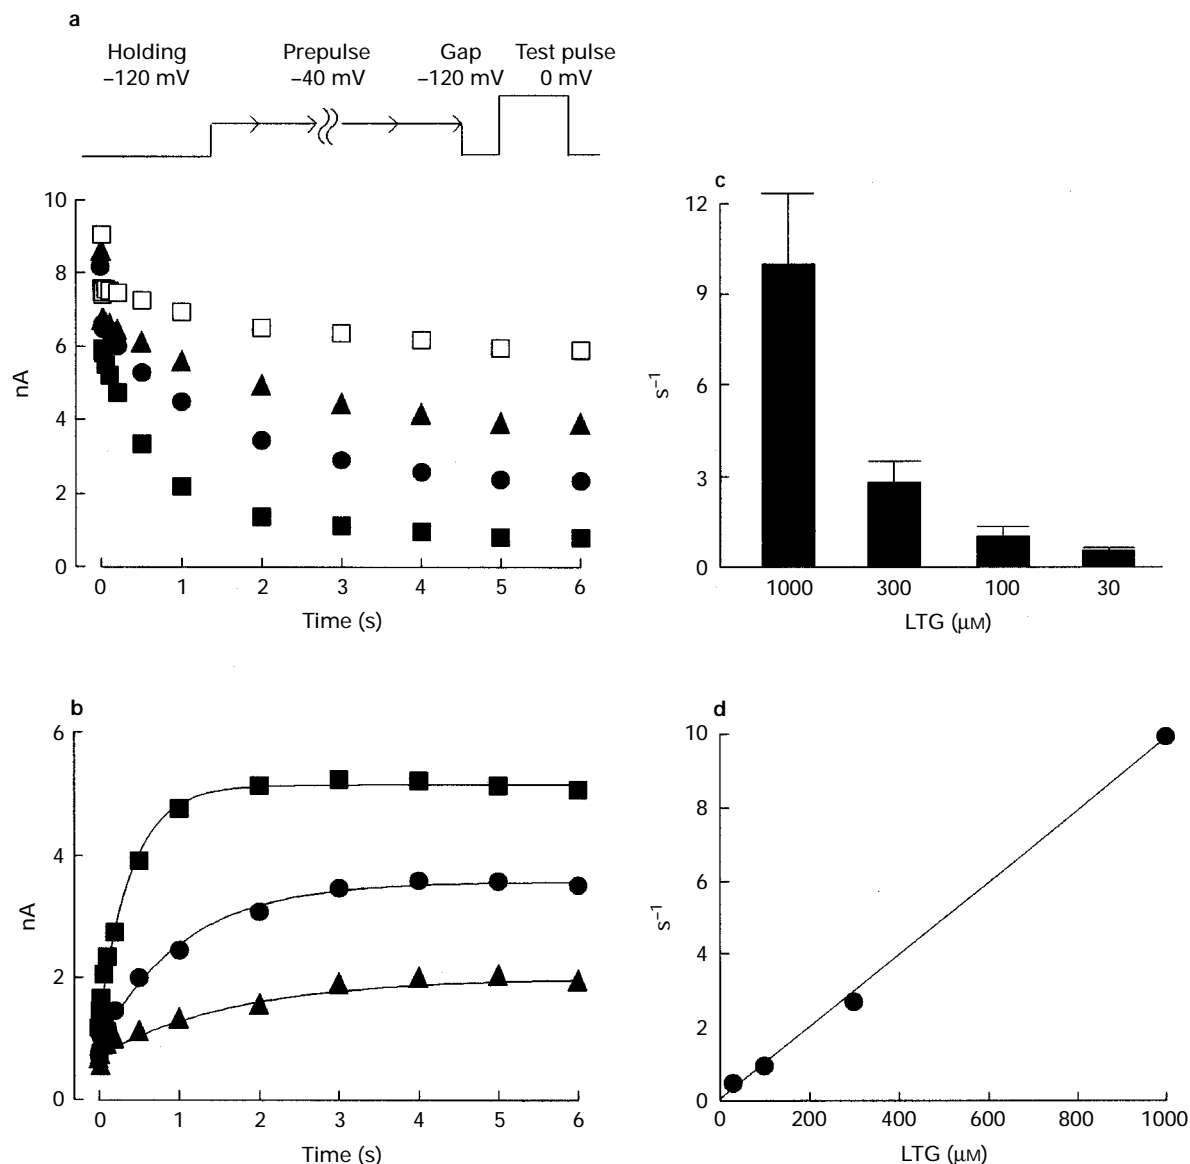 a
Holding Prepulse Gap Test pulse
–120 mV –40 mV –120 mV 0 mV
10
8
6
4
2
0
nA
0 1 2 3 4 5 6
Time (s)
c
12
9
6
3
0
s⁻¹
1000 300 100 30
LTG (μM)
b
6
4
2
0
nA
0 1 2 3 4 5 6
Time (s)
d
10
8
6
4
2
0
s⁻¹
0 200 400 600 800 1000
LTG (μM)